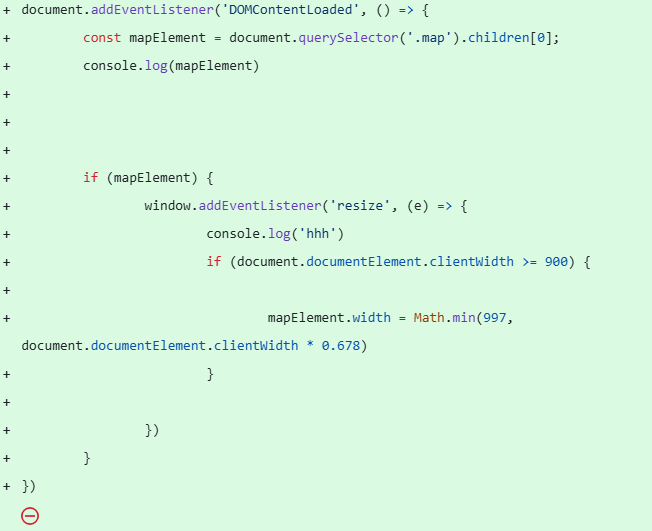 + document.addEventListener('DOMContentLoaded', () => {
+         const mapElement = document.querySelector('.map').children[0];
+         console.log(mapElement)
+
+
+
+         if (mapElement) {
+                 window.addEventListener('resize', (e) => {
+                         console.log('hhh')
+                         if (document.documentElement.clientWidth >= 900) {
+
+                                 mapElement.width = Math.min(997,
  document.documentElement.clientWidth * 0.678)
+                         }
+
+                 })
+         }
+ })